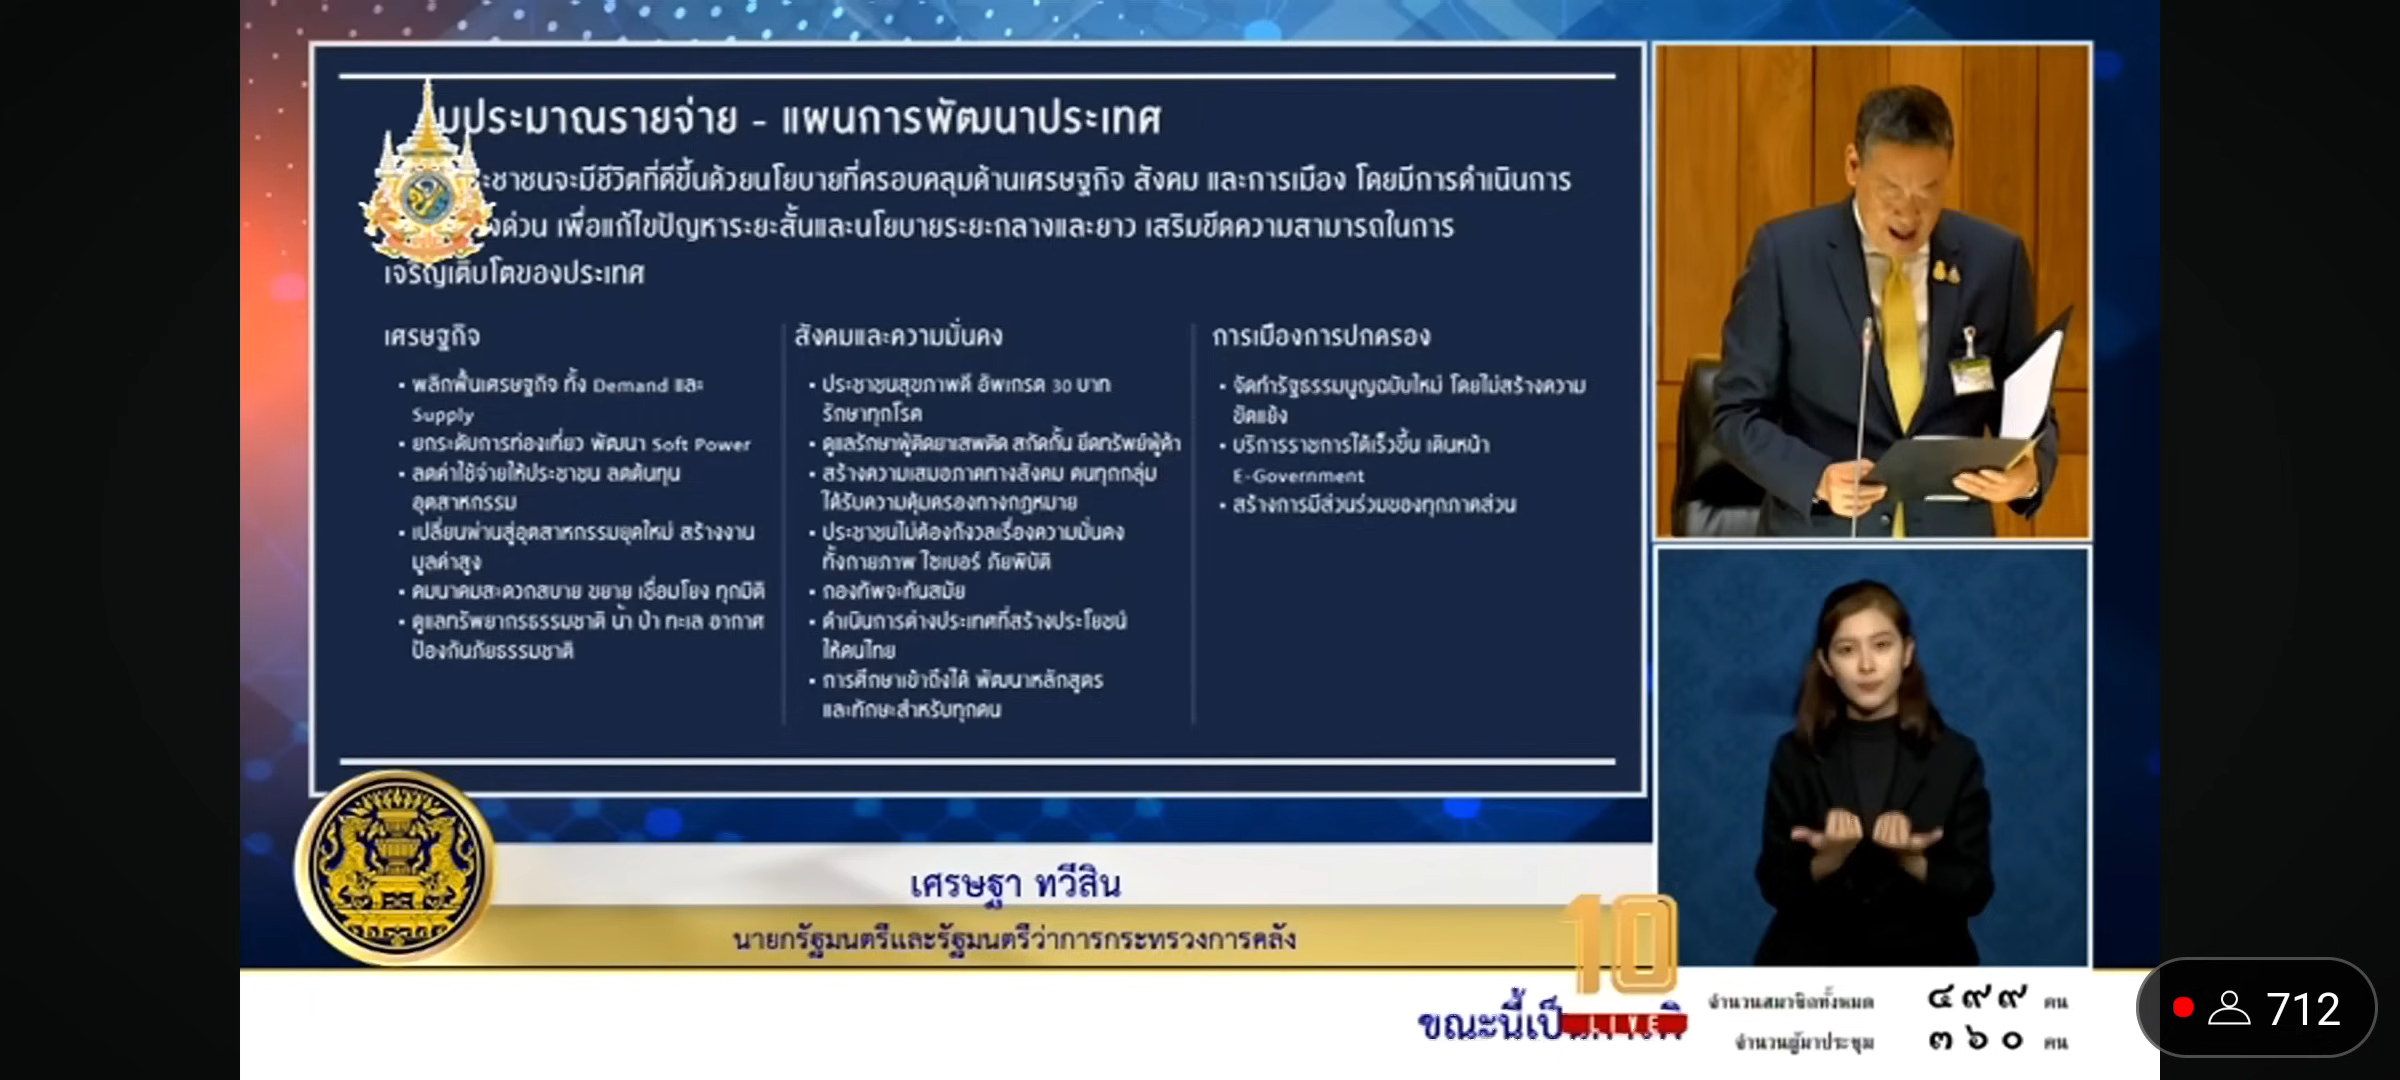 บประมาณรายจ่าย - แผนการพัฒนาประเทศ
ะชาชนจะมีชีวิตที่ดีขึ้นด้วยนโยบายที่ครอบคลุมด้านเศรษฐกิจ สังคม และการเมือง โดยมีการดำเนินการ
งด่วน เพื่อแก้ไขปัญหาระยะสั้นและนโยบายระยะกลางและยาว เสริมขีดความสามารถในการ
เจริญเติบโตของประเทศ
เศรษฐกิจ
• พลิกฟื้นเศรษฐกิจ ทั้ง Demand และ
Supply
• ยกระดับการท่องเที่ยว พัฒนา Soft Power
• ลดค่าใช้จ่ายให้ประชาชน ลดต้นทุน
อุตสาหกรรม
• เปลี่ยนผ่านสู่อุตสาหกรรมยุคใหม่ สร้างงาน
มูลค่าสูง
• คมนาคมสะดวกสบาย ขยาย เชื่อมโยง ทุกมิติ
• ดูแลทรัพยากรธรรมชาติ น้ำ ป่า ทะเล อากาศ
ป้องกันภัยธรรมชาติ
สังคมและความมั่นคง
• ประชาชนสุขภาพดี อัพเกรด 30 บาท
รักษาทุกโรค
• ดูแลรักษาผู้ติดยาเสพติด สกัดกั้น ยึดทรัพย์ผู้ค้า
• สร้างความเสมอภาคทางสังคม คนทุกกลุ่ม
ได้รับความคุ้มครองทางกฎหมาย
• ประชาชนไม่ต้องกังวลเรื่องความมั่นคง
ทั้งกายภาพ ไซเบอร์ ภัยพิบัติ
• กองทัพจะทันสมัย
• ดำเนินการต่างประเทศที่สร้างประโยชน์
ให้คนไทย
• การศึกษาเข้าถึงได้ พัฒนาหลักสูตร
และทักษะสำหรับทุกคน
การเมืองการปกครอง
• จัดทำรัฐธรรมนูญฉบับใหม่ โดยไม่สร้างความ
ขัดแย้ง
• บริการราชการได้เร็วขึ้น เดินหน้า
E-Government
• สร้างการมีส่วนร่วมของทุกภาคส่วน
เศรษฐา ทวีสิน
นายกรัฐมนตรีและรัฐมนตรีว่าการกระทรวงการคลัง
10
LIVE
ขณะนี้เป็
จำนวนสมาชิกทั้งหมด ๔๙๙ คน
จำนวนผู้มาประชุม ๓๖๐ คน
712